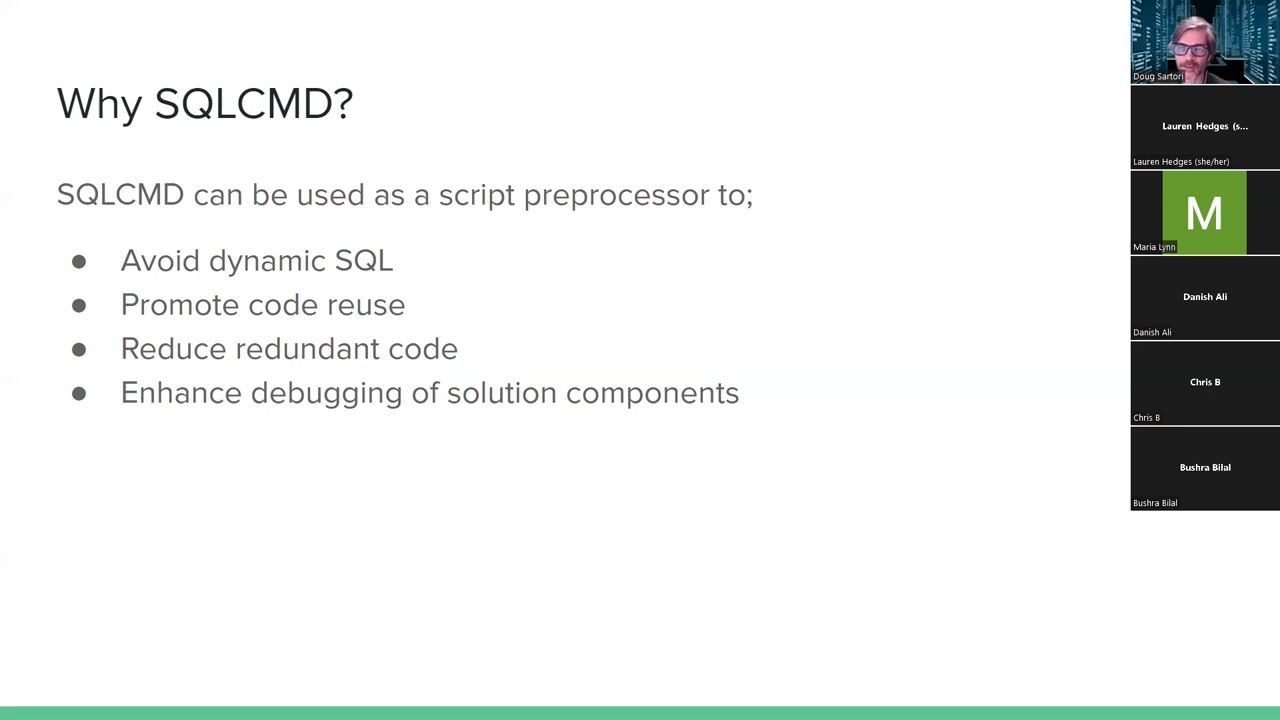 Why SQLCMD?
SQLCMD can be used as a script preprocessor to;
● Avoid dynamic SQL
● Promote code reuse
● Reduce redundant code
● Enhance debugging of solution components
Doug Sartori
Lauren Hedges (s...
Lauren Hedges (she/her)
M
Maria Lynn
Danish Ali
Danish Ali
Chris B
Chris B
Bushra Bilal
Bushra Bilal